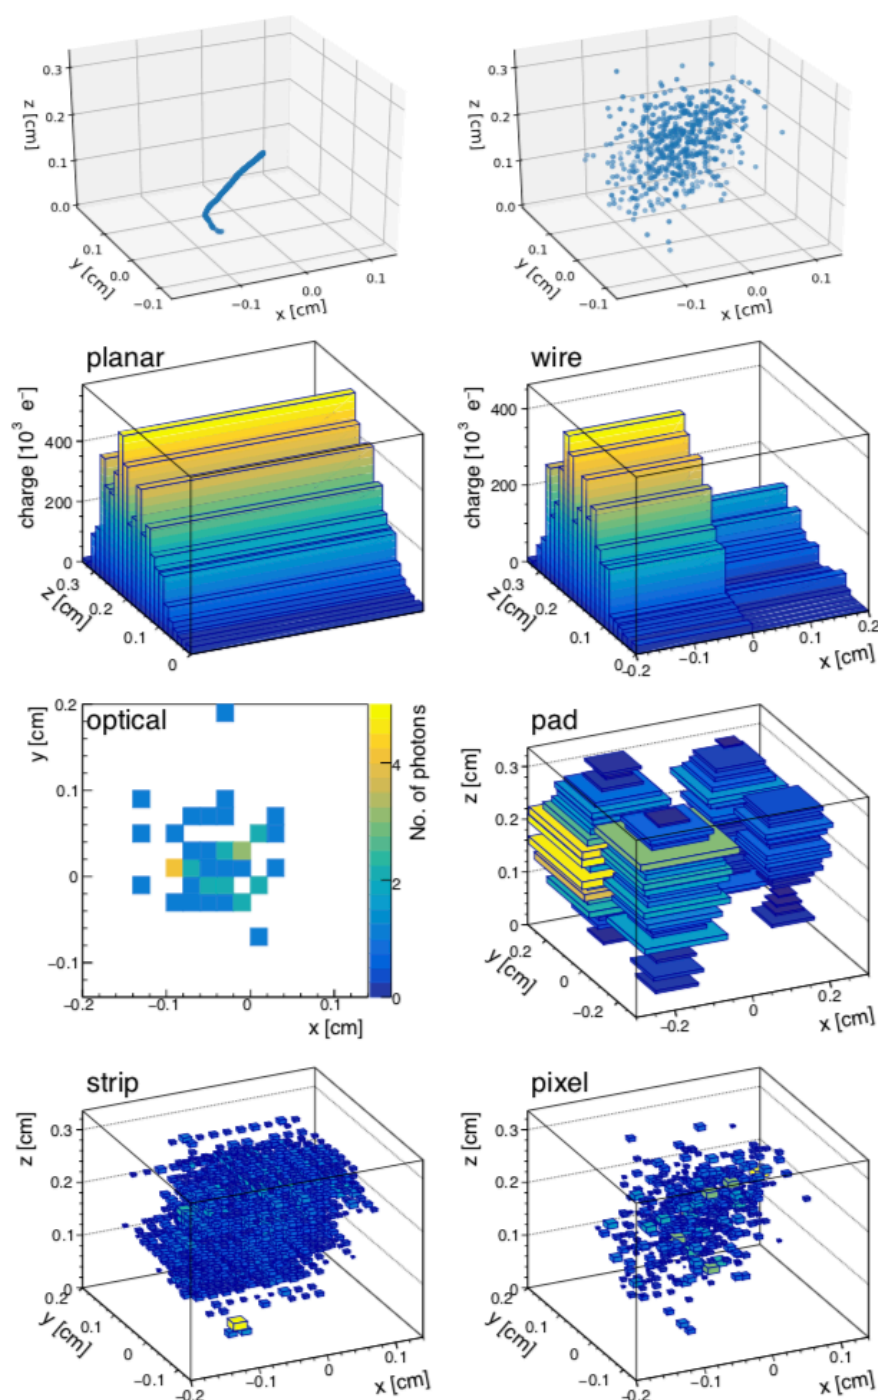 0.3
0.2
0.1
0.0
z [cm]
0.1
0.0
−0.1
y [cm]
−0.1
0.0
0.1
x [cm]
0.3
0.2
0.1
0.0
z [cm]
0.1
0.0
−0.1
y [cm]
−0.1
0.0
0.1
x [cm]
planar
charge [10³ e⁻]
400
200
0
0.3
0.2
0.1
0
z [cm]
wire
charge [10³ e⁻]
400
200
0
0.3
0.2
0.1
0
z [cm]
−0.2
−0.1
0
0.1
0.2
x [cm]
optical
y [cm]
0.2
0.1
0
−0.1
−0.2
−0.1
0
0.1
x [cm]
No. of photons
4
2
0
pad
z [cm]
0.3
0.2
0.1
0
0.2
0
−0.2
y [cm]
−0.2
0
0.2
x [cm]
strip
z [cm]
0.3
0.2
0.1
0
0.2
0.1
0
−0.1
−0.2
y [cm]
−0.1
0
0.1
x [cm]
pixel
z [cm]
0.3
0.2
0.1
0
0.2
0.1
0
−0.1
y [cm]
−0.2
−0.1
0
0.1
x [cm]